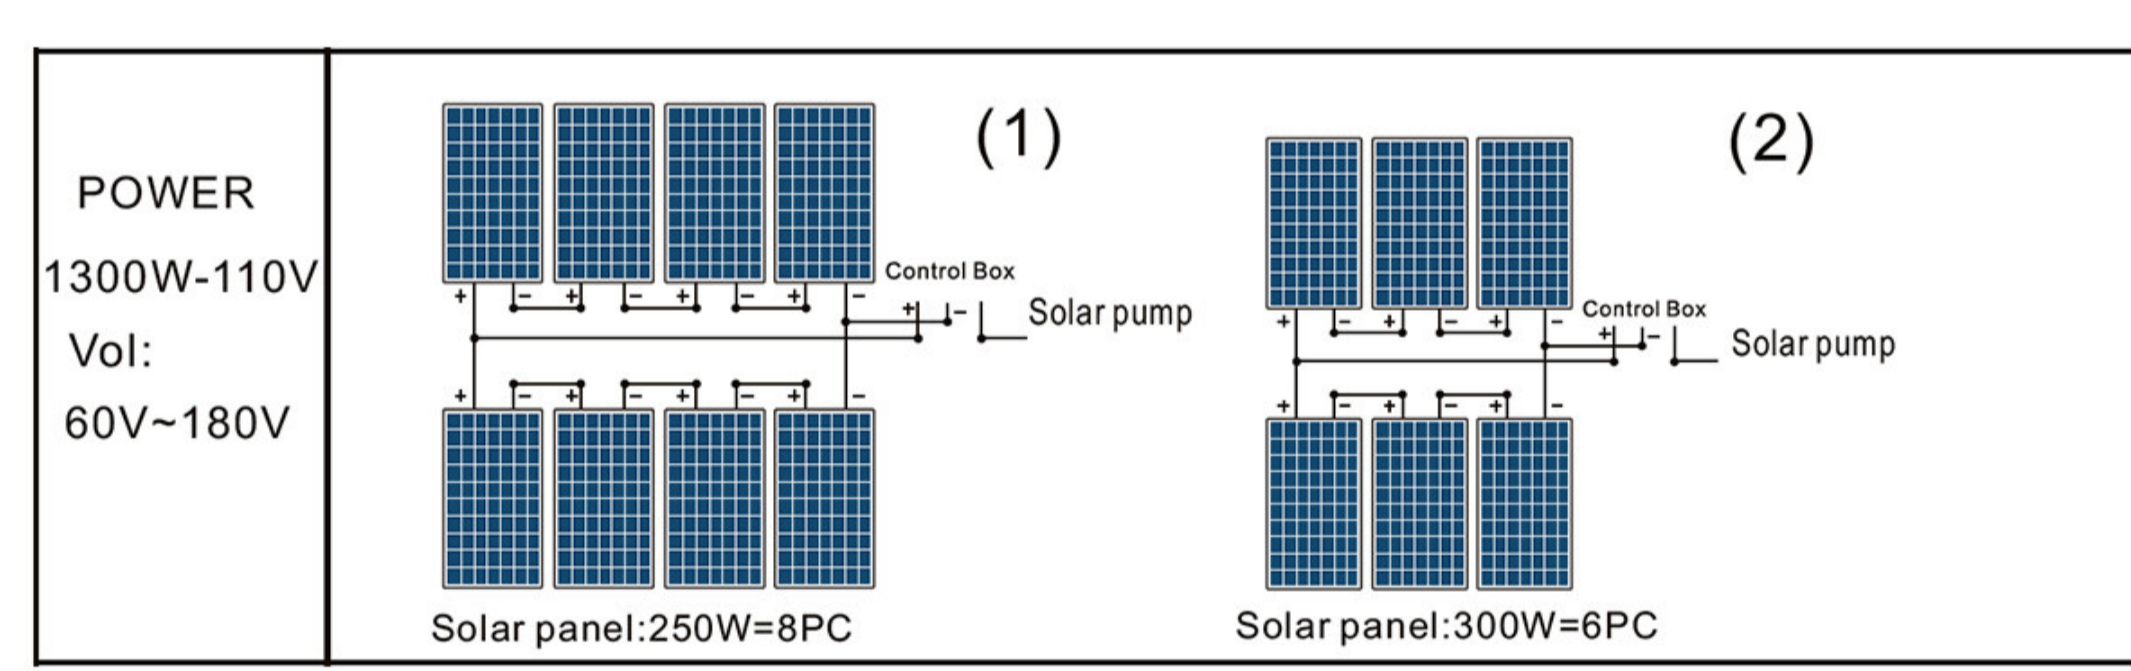 POWER
1300W-110V
Vol:
60V~180V
(1)
+ − + − + − + −
Control Box
+ −
Solar pump
+ − + − + − + −
Solar panel:250W=8PC
(2)
+ − + − + −
Control Box
+ −
Solar pump
+ − + − + −
Solar panel:300W=6PC